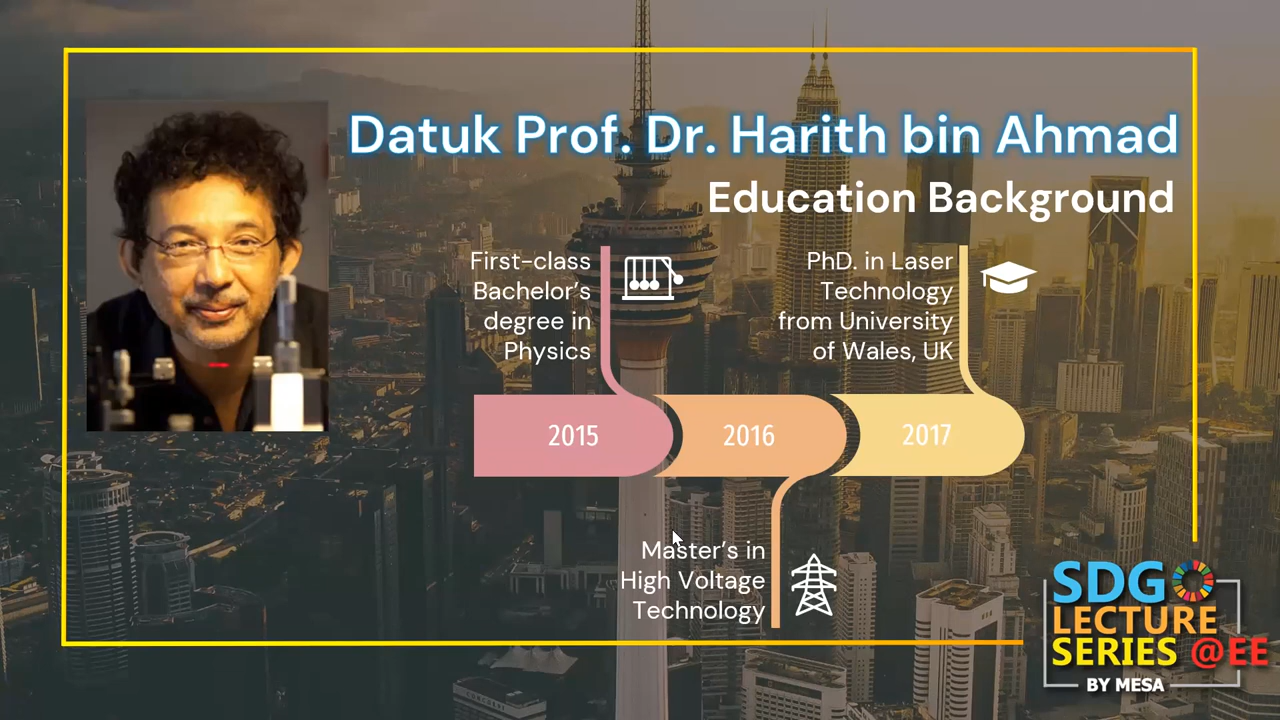 Datuk Prof. Dr. Harith bin Ahmad
Education Background
First-class
Bachelor's
degree in
Physics
PhD. in Laser
Technology
from University
of Wales, UK
2015
2016
2017
Master's in
High Voltage
Technology
SDG
LECTURE
SERIES @EE
BY MESA